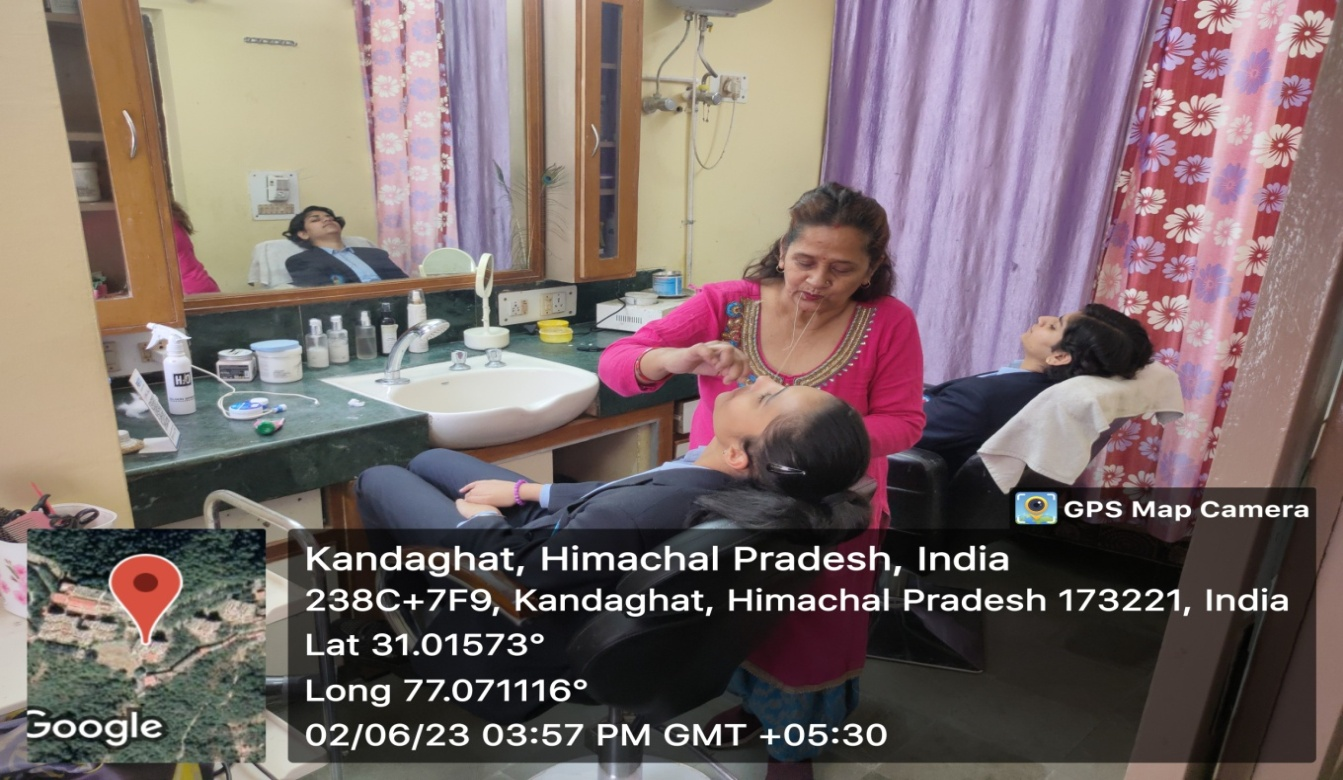 GPS Map Camera
Kandaghat, Himachal Pradesh, India
238C+7F9, Kandaghat, Himachal Pradesh 173221, India
Lat 31.01573°
Long 77.071116°
02/06/23 03:57 PM GMT +05:30
Google